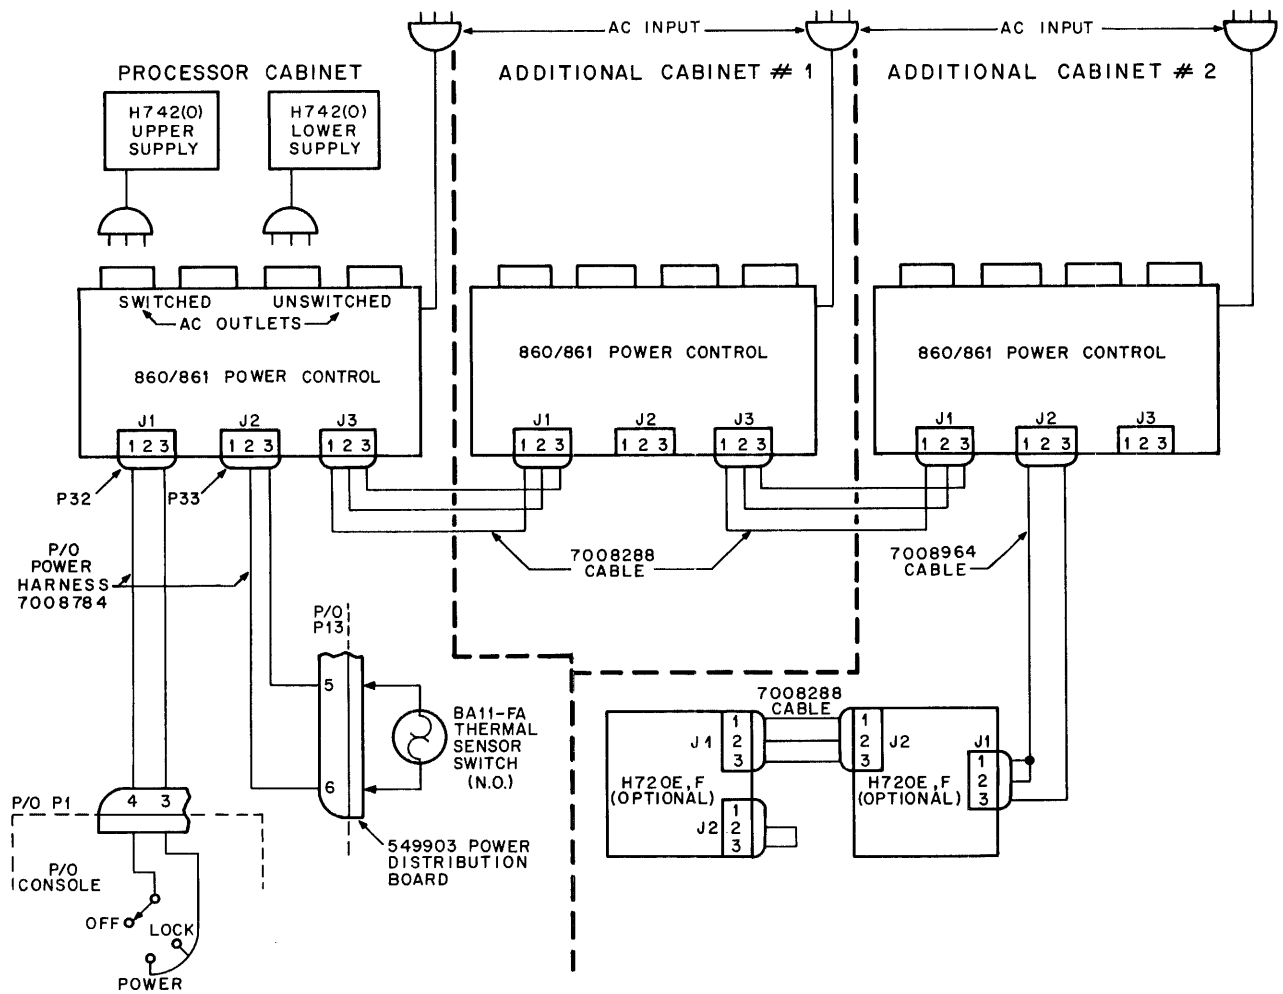 AC INPUT
AC INPUT
PROCESSOR CABINET
ADDITIONAL CABINET # 1
ADDITIONAL CABINET # 2
H742(O)
UPPER
SUPPLY
H742(O)
LOWER
SUPPLY
SWITCHED
UNSWITCHED
AC OUTLETS
860/861 POWER CONTROL
860/861 POWER CONTROL
860/861 POWER CONTROL
J1
1 2 3
J2
1 2 3
J3
1 2 3
J1
1 2 3
J2
1 2 3
J3
1 2 3
J1
1 2 3
J2
1 2 3
J3
1 2 3
P32
P33
P/O
POWER
HARNESS
7008784
7008288
CABLE
7008964
CABLE
P/O
P13
5
6
BA11-FA
THERMAL
SENSOR
SWITCH
(N.O.)
549903 POWER
DISTRIBUTION
BOARD
P/O P1
4 3
P/O
CONSOLE
OFF
LOCK
POWER
7008288
CABLE
J1
1
2
3
H720E,F
(OPTIONAL)
J2
1
2
3
1
2
3
J2
H720E,F
(OPTIONAL)
J1
1
2
3